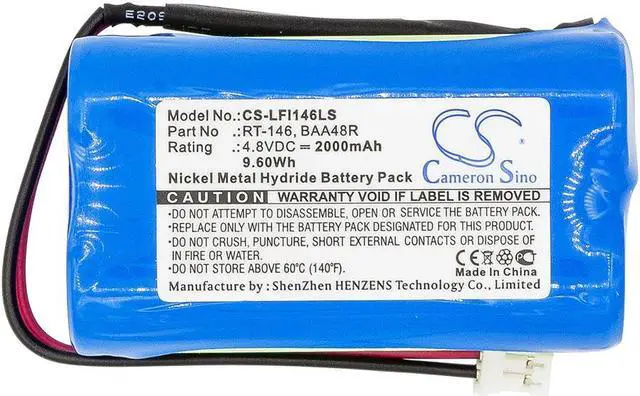 E209
Model No.:CS-LFI146LS
Part No :RT-146, BAA48R
Rating :4.8VDC ⎓ 2000mAh
9.60Wh
Nickel Metal Hydride Battery Pack
CS
Cameron Sino
CAUTION WARRANTY VOID IF LABEL IS REMOVED
*DO NOT ATTEMPT TO DISASSEMBLE, OPEN OR SERVICE THE BATTERY PACK.
*REPLACE ONLY WITH THE BATTERY PACK DESIGNATED FOR THIS PRODUCT.
*DO NOT CRUSH, PUNCTURE, SHORT EXTERNAL CONTACTS OR DISPOSE OF
IN FIRE OR WATER.
*DO NOT STORE ABOVE 60℃ (140℉).
CE
Made In China
Manufacture by : ShenZhen HENZENS Technology Co., Limited